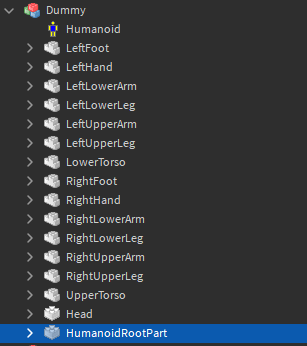 Dummy
Humanoid
LeftFoot
LeftHand
LeftLowerArm
LeftLowerLeg
LeftUpperArm
LeftUpperLeg
LowerTorso
RightFoot
RightHand
RightLowerArm
RightLowerLeg
RightUpperArm
RightUpperLeg
UpperTorso
Head
HumanoidRootPart